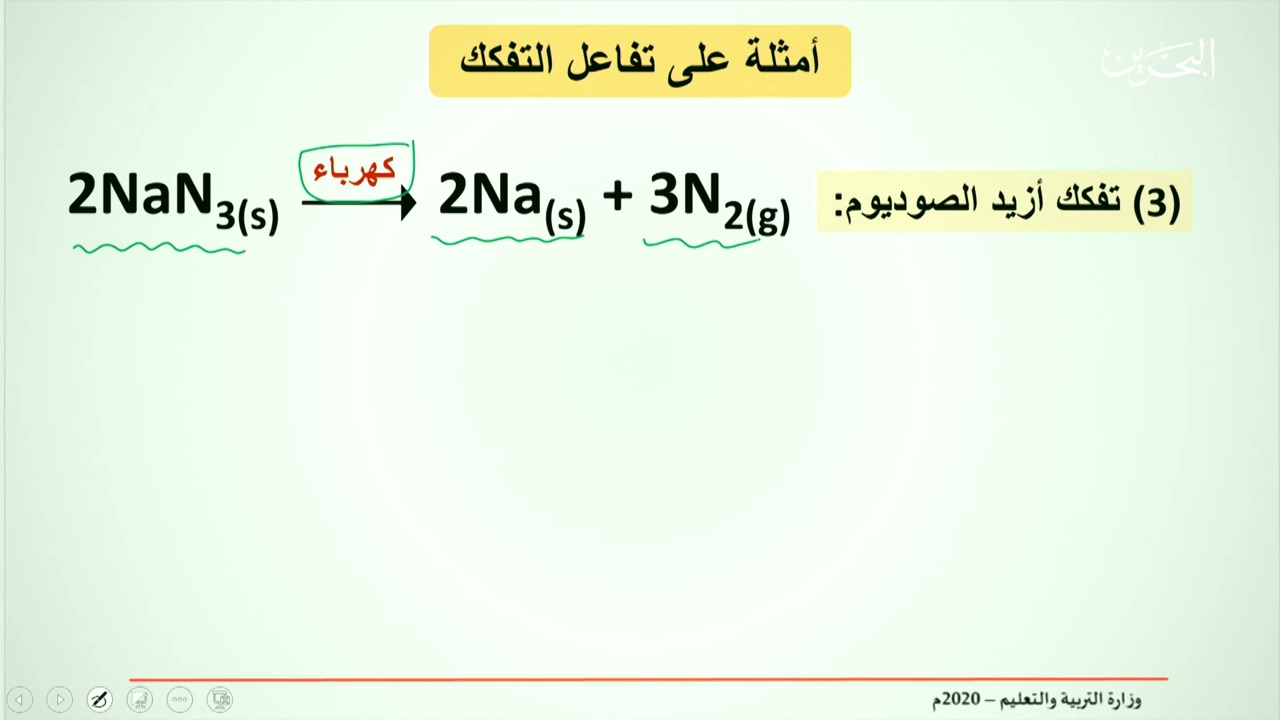 أمثلة على تفاعل التفكك
البحرين
(3) تفكك أزيد الصوديوم:
كهرباء
2NaN₃(s) → 2Na(s) + 3N₂(g)
وزارة التربية والتعليم – 2020م